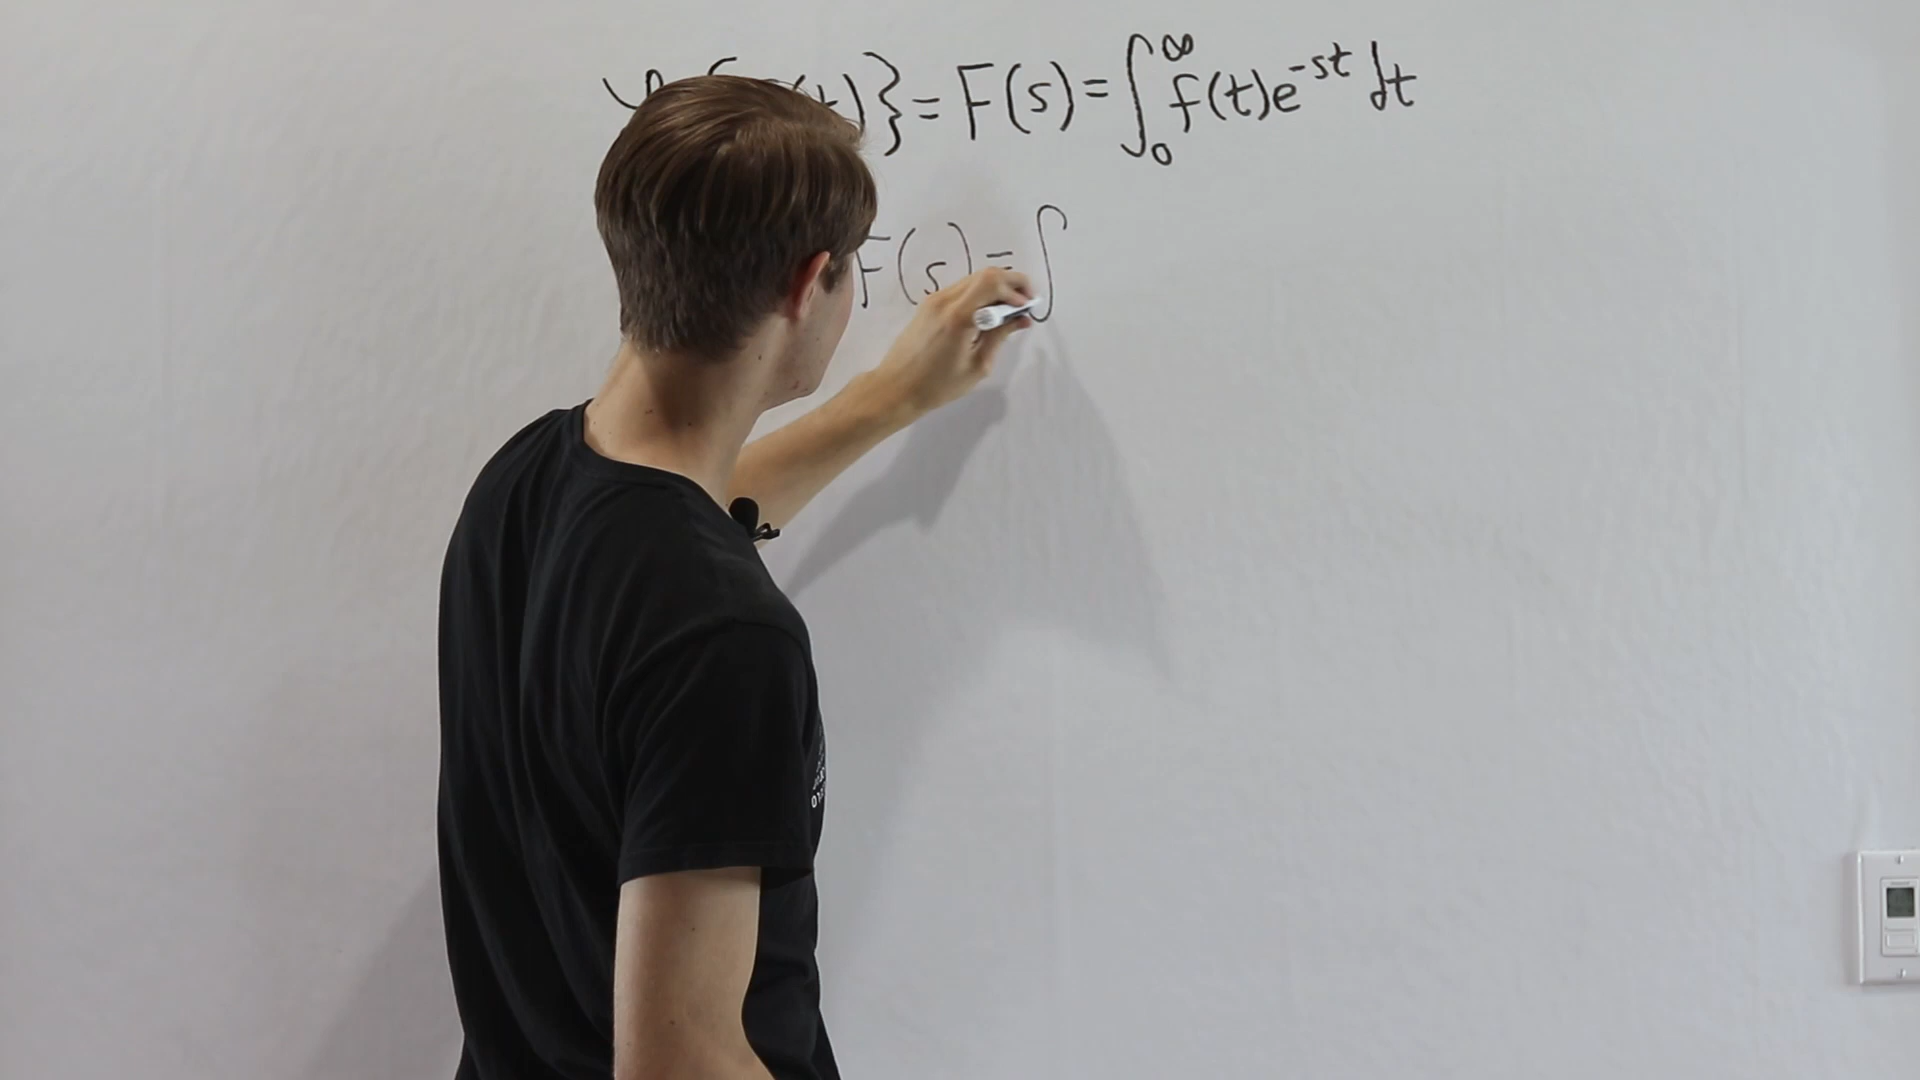 ℒ{f(t)} = F(s) = ∫₀^∞ f(t)e^{-st} dt
F(s) = ∫